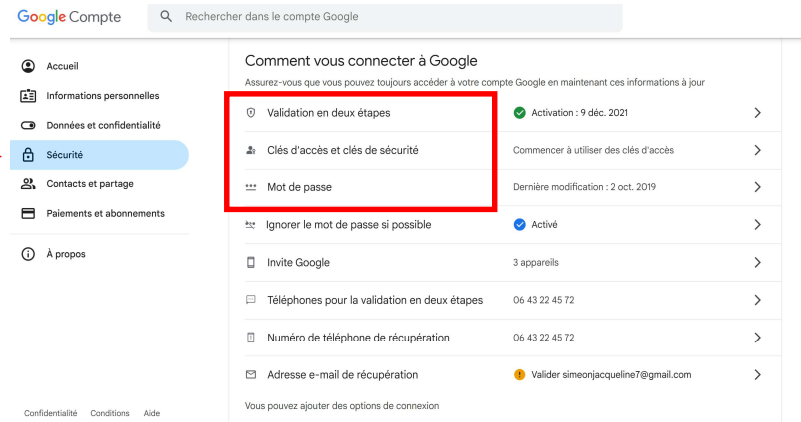 Google Compte
Rechercher dans le compte Google
Accueil
Informations personnelles
Données et confidentialité
Sécurité
Contacts et partage
Paiements et abonnements
À propos
Confidentialité Conditions Aide
Comment vous connecter à Google
Assurez-vous que vous pouvez toujours accéder à votre compte Google en maintenant ces informations à jour
Validation en deux étapes Activation : 9 déc. 2021
Clés d'accès et clés de sécurité Commencer à utiliser des clés d'accès
Mot de passe Dernière modification : 2 oct. 2019
Ignorer le mot de passe si possible Activé
Invite Google 3 appareils
Téléphones pour la validation en deux étapes 06 43 22 45 72
Numéro de téléphone de récupération 06 43 22 45 72
Adresse e-mail de récupération Valider simeonjacqueline7@gmail.com
Vous pouvez ajouter des options de connexion